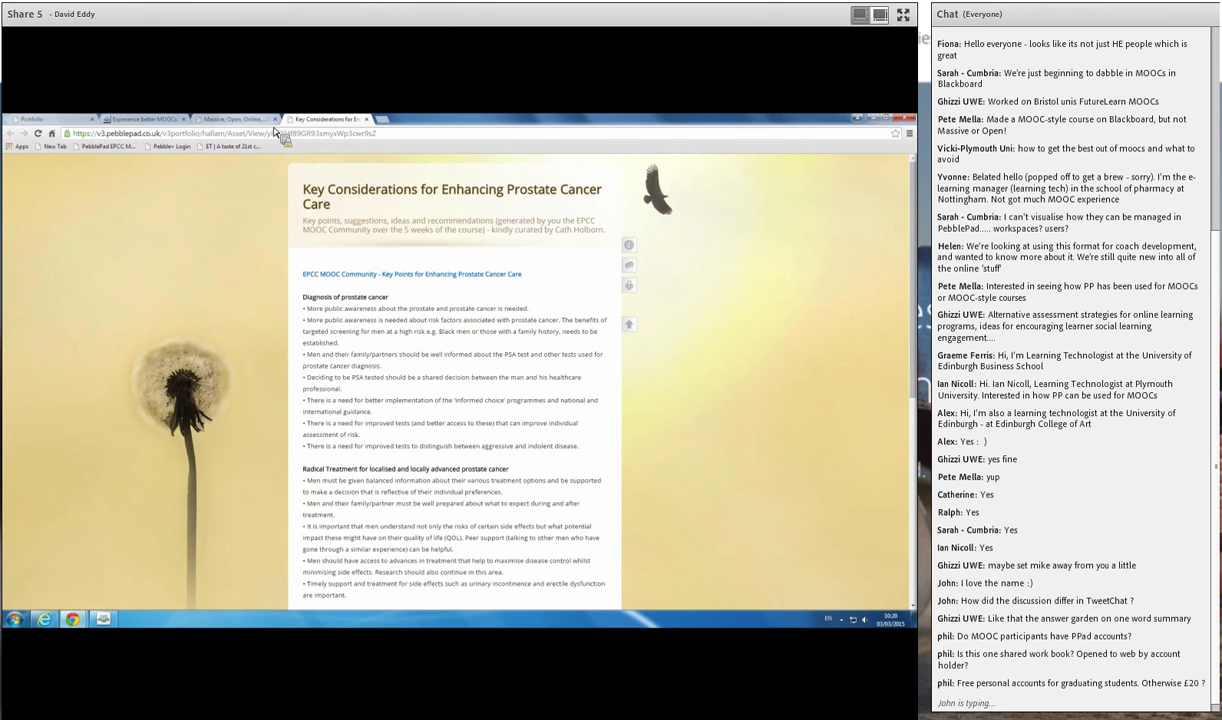 Share 5 - David Eddy
Portfolio
Experience better MOOCs
Massive, Open, Online...
Key Considerations for En
Apps
New Tab
PebblePad EPCC M...
Pebble+ Login
ET | A taste of 21st c...
Key Considerations for Enhancing Prostate Cancer
Care
Key points, suggestions, ideas and recommendations (generated by you the EPCC
MOOC Community over the 5 weeks of the course) - kindly curated by Cath Holborn.
EPCC MOOC Community - Key Points for Enhancing Prostate Cancer Care
Diagnosis of prostate cancer
• More public awareness about the prostate and prostate cancer is needed.
• More public awareness is needed about risk factors associated with prostate cancer. The benefits of
targeted screening for men at a high risk e.g. Black men or those with a family history, needs to be
established.
• Men and their family/partners should be well informed about the PSA test and other tests used for
prostate cancer diagnosis.
• Deciding to be PSA tested should be a shared decision between the man and his healthcare
professional.
• There is a need for better implementation of the 'informed choice' programmes and national and
international guidance.
• There is a need for improved tests (and better access to these) that can improve individual
assessment of risk.
• There is a need for improved tests to distinguish between aggressive and indolent disease.
Radical Treatment for localised and locally advanced prostate cancer
• Men must be given balanced information about their various treatment options and be supported
to make a decision that is reflective of their individual preferences.
• Men and their family/partner must be well prepared about what to expect during and after
treatment.
• It is important that men understand not only the risks of certain side effects but what potential
impact these might have on their quality of life (QOL). Peer support (talking to other men who have
gone through a similar experience) can be helpful.
• Men should have access to advances in treatment that help to maximise disease control whilst
minimising side effects. Research should also continue in this area.
• Timely support and treatment for side effects such as urinary incontinence and erectile dysfunction
are important.
EN
10:20
03/03/2015
Chat (Everyone)
Fiona: Hello everyone - looks like its not just HE people which is
great
Sarah - Cumbria: We're just beginning to dabble in MOOCs in
Blackboard
Ghizzi UWE: Worked on Bristol unis FutureLearn MOOCs
Pete Mella: Made a MOOC-style course on Blackboard, but not
Massive or Open!
Vicki-Plymouth Uni: how to get the best out of moocs and what to
avoid
Yvonne: Belated hello (popped off to get a brew - sorry). I'm the e-
learning manager (learning tech) in the school of pharmacy at
Nottingham. Not got much MOOC experience
Sarah - Cumbria: I can't visualise how they can be managed in
PebblePad..... workspaces? users?
Helen: We're looking at using this format for coach development,
and wanted to know more about it. We're still quite new into all of
the online 'stuff'
Pete Mella: Interested in seeing how PP has been used for MOOCs
or MOOC-style courses
Ghizzi UWE: Alternative assessment strategies for online learning
programs, ideas for encouraging learner social learning
engagement....
Graeme Ferris: Hi, I'm Learning Technologist at the University of
Edinburgh Business School
Ian Nicoll: Hi. Ian Nicoll, Learning Technologist at Plymouth
University. Interested in how PP can be used for MOOCs
Alex: Hi, I'm also a learning technologist at the University of
Edinburgh - at Edinburgh College of Art
Alex: Yes : )
Ghizzi UWE: yes fine
Pete Mella: yup
Catherine: Yes
Ralph: Yes
Sarah - Cumbria: Yes
Ian Nicoll: Yes
Ghizzi UWE: maybe set mike away from you a little
John: I love the name :)
John: How did the discussion differ in TweetChat ?
Ghizzi UWE: Like that the answer garden on one word summary
phil: Do MOOC participants have PPad accounts?
phil: Is this one shared work book? Opened to web by account
holder?
phil: Free personal accounts for graduating students. Otherwise £20 ?
John is typing...